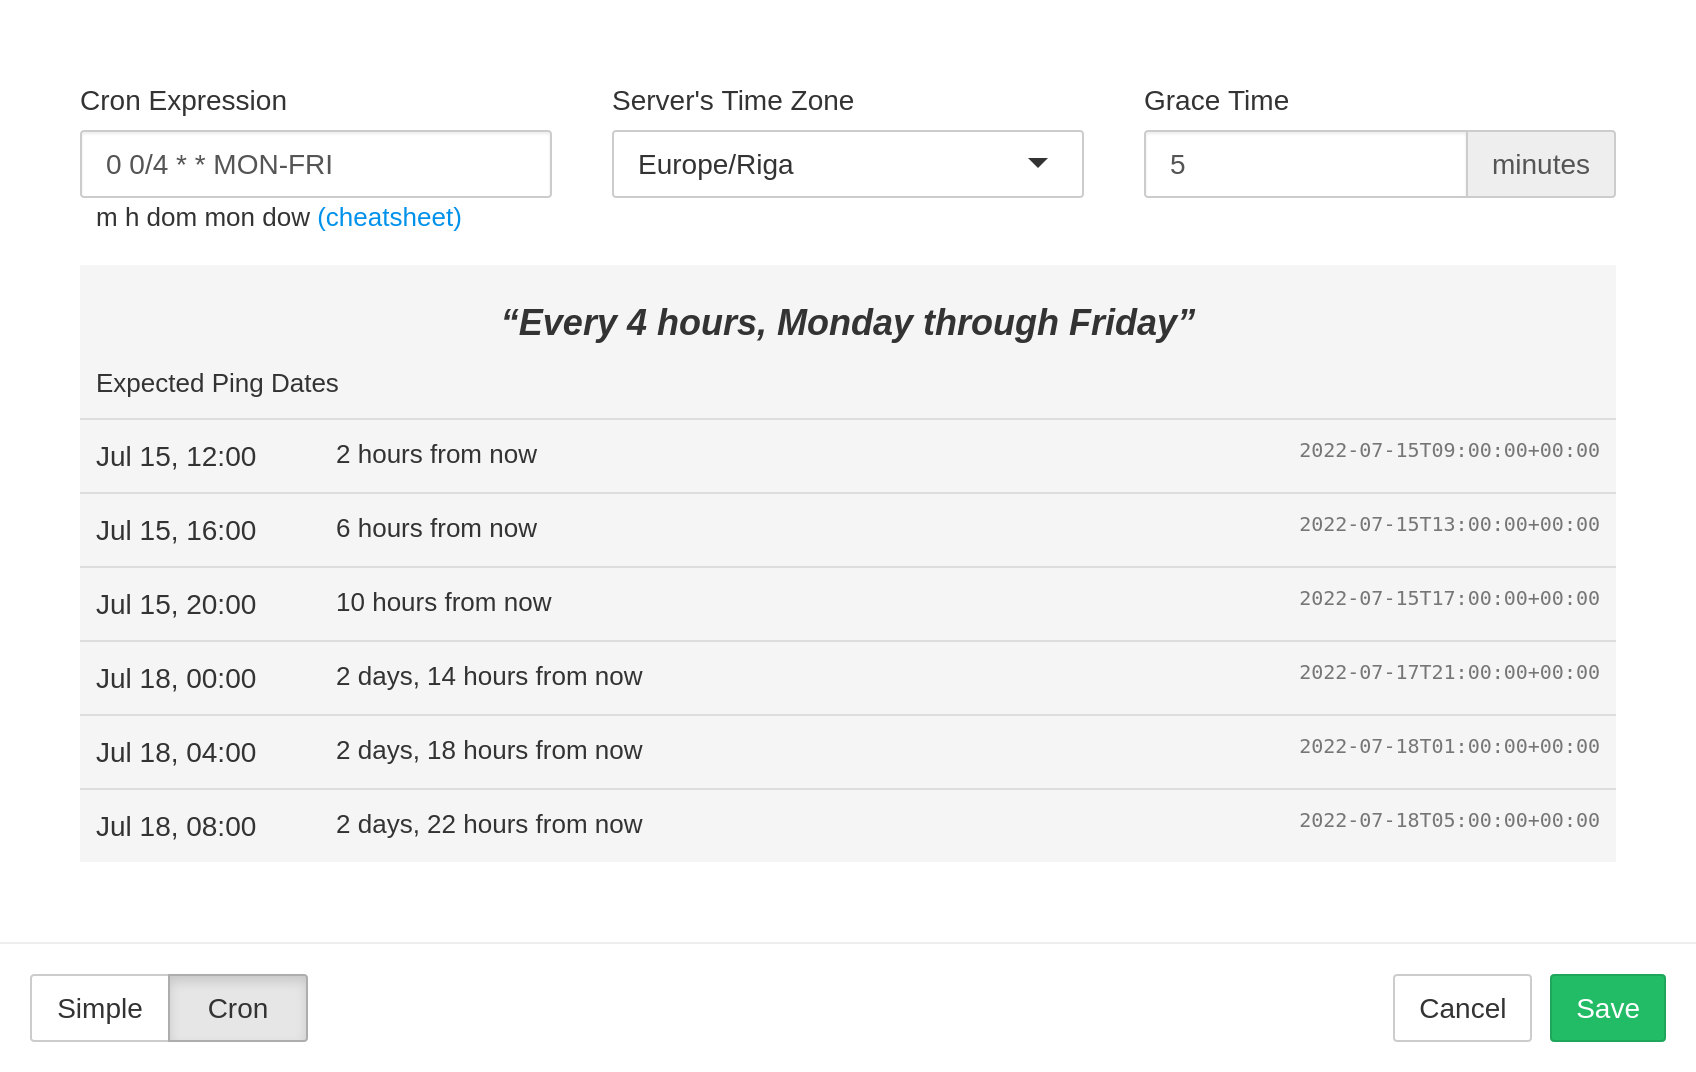 Cron Expression
Server's Time Zone
Grace Time
0 0/4 * * MON-FRI
Europe/Riga
5
minutes
m h dom mon dow (cheatsheet)
“Every 4 hours, Monday through Friday”
Expected Ping Dates
Jul 15, 12:00 2 hours from now 2022-07-15T09:00:00+00:00
Jul 15, 16:00 6 hours from now 2022-07-15T13:00:00+00:00
Jul 15, 20:00 10 hours from now 2022-07-15T17:00:00+00:00
Jul 18, 00:00 2 days, 14 hours from now 2022-07-17T21:00:00+00:00
Jul 18, 04:00 2 days, 18 hours from now 2022-07-18T01:00:00+00:00
Jul 18, 08:00 2 days, 22 hours from now 2022-07-18T05:00:00+00:00
Simple
Cron
Cancel
Save